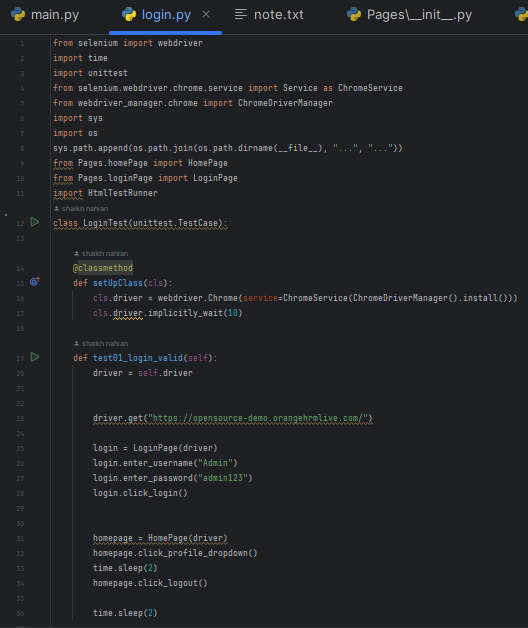 main.py login.py note.txt Pages\__init__.py
1 from selenium import webdriver
2 import time
3 import unittest
4 from selenium.webdriver.chrome.service import Service as ChromeService
5 from webdriver_manager.chrome import ChromeDriverManager
6 import sys
7 import os
8 sys.path.append(os.path.join(os.path.dirname(__file__), "...", "..."))
9 from Pages.homePage import HomePage
10 from Pages.loginPage import LoginPage
11 import HtmlTestRunner
shaikh nahian
12 class LoginTest(unittest.TestCase):
13
shaikh nahian
14 @classmethod
15 def setUpClass(cls):
16 cls.driver = webdriver.Chrome(service=ChromeService(ChromeDriverManager().install()))
17 cls.driver.implicitly_wait(10)
18
shaikh nahian
19 def test01_login_valid(self):
20 driver = self.driver
21
22
23 driver.get("https://opensource-demo.orangehrmlive.com/")
24
25 login = LoginPage(driver)
26 login.enter_username("Admin")
27 login.enter_password("admin123")
28 login.click_login()
29
30
31 homepage = HomePage(driver)
32 homepage.click_profile_dropdown()
33 time.sleep(2)
34 homepage.click_logout()
35
36 time.sleep(2)